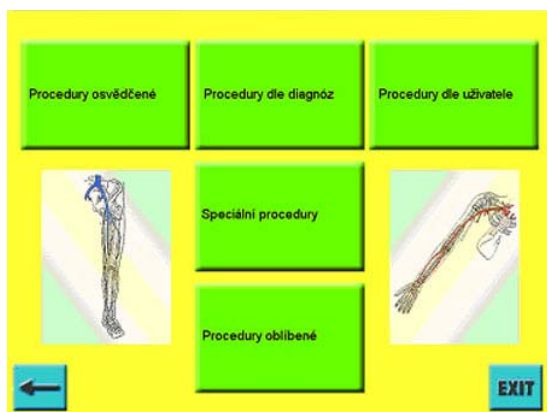 Procedury osvědčené
Procedury dle diagnóz
Procedury dle uživatele
Speciální procedury
Procedury oblíbené
EXIT